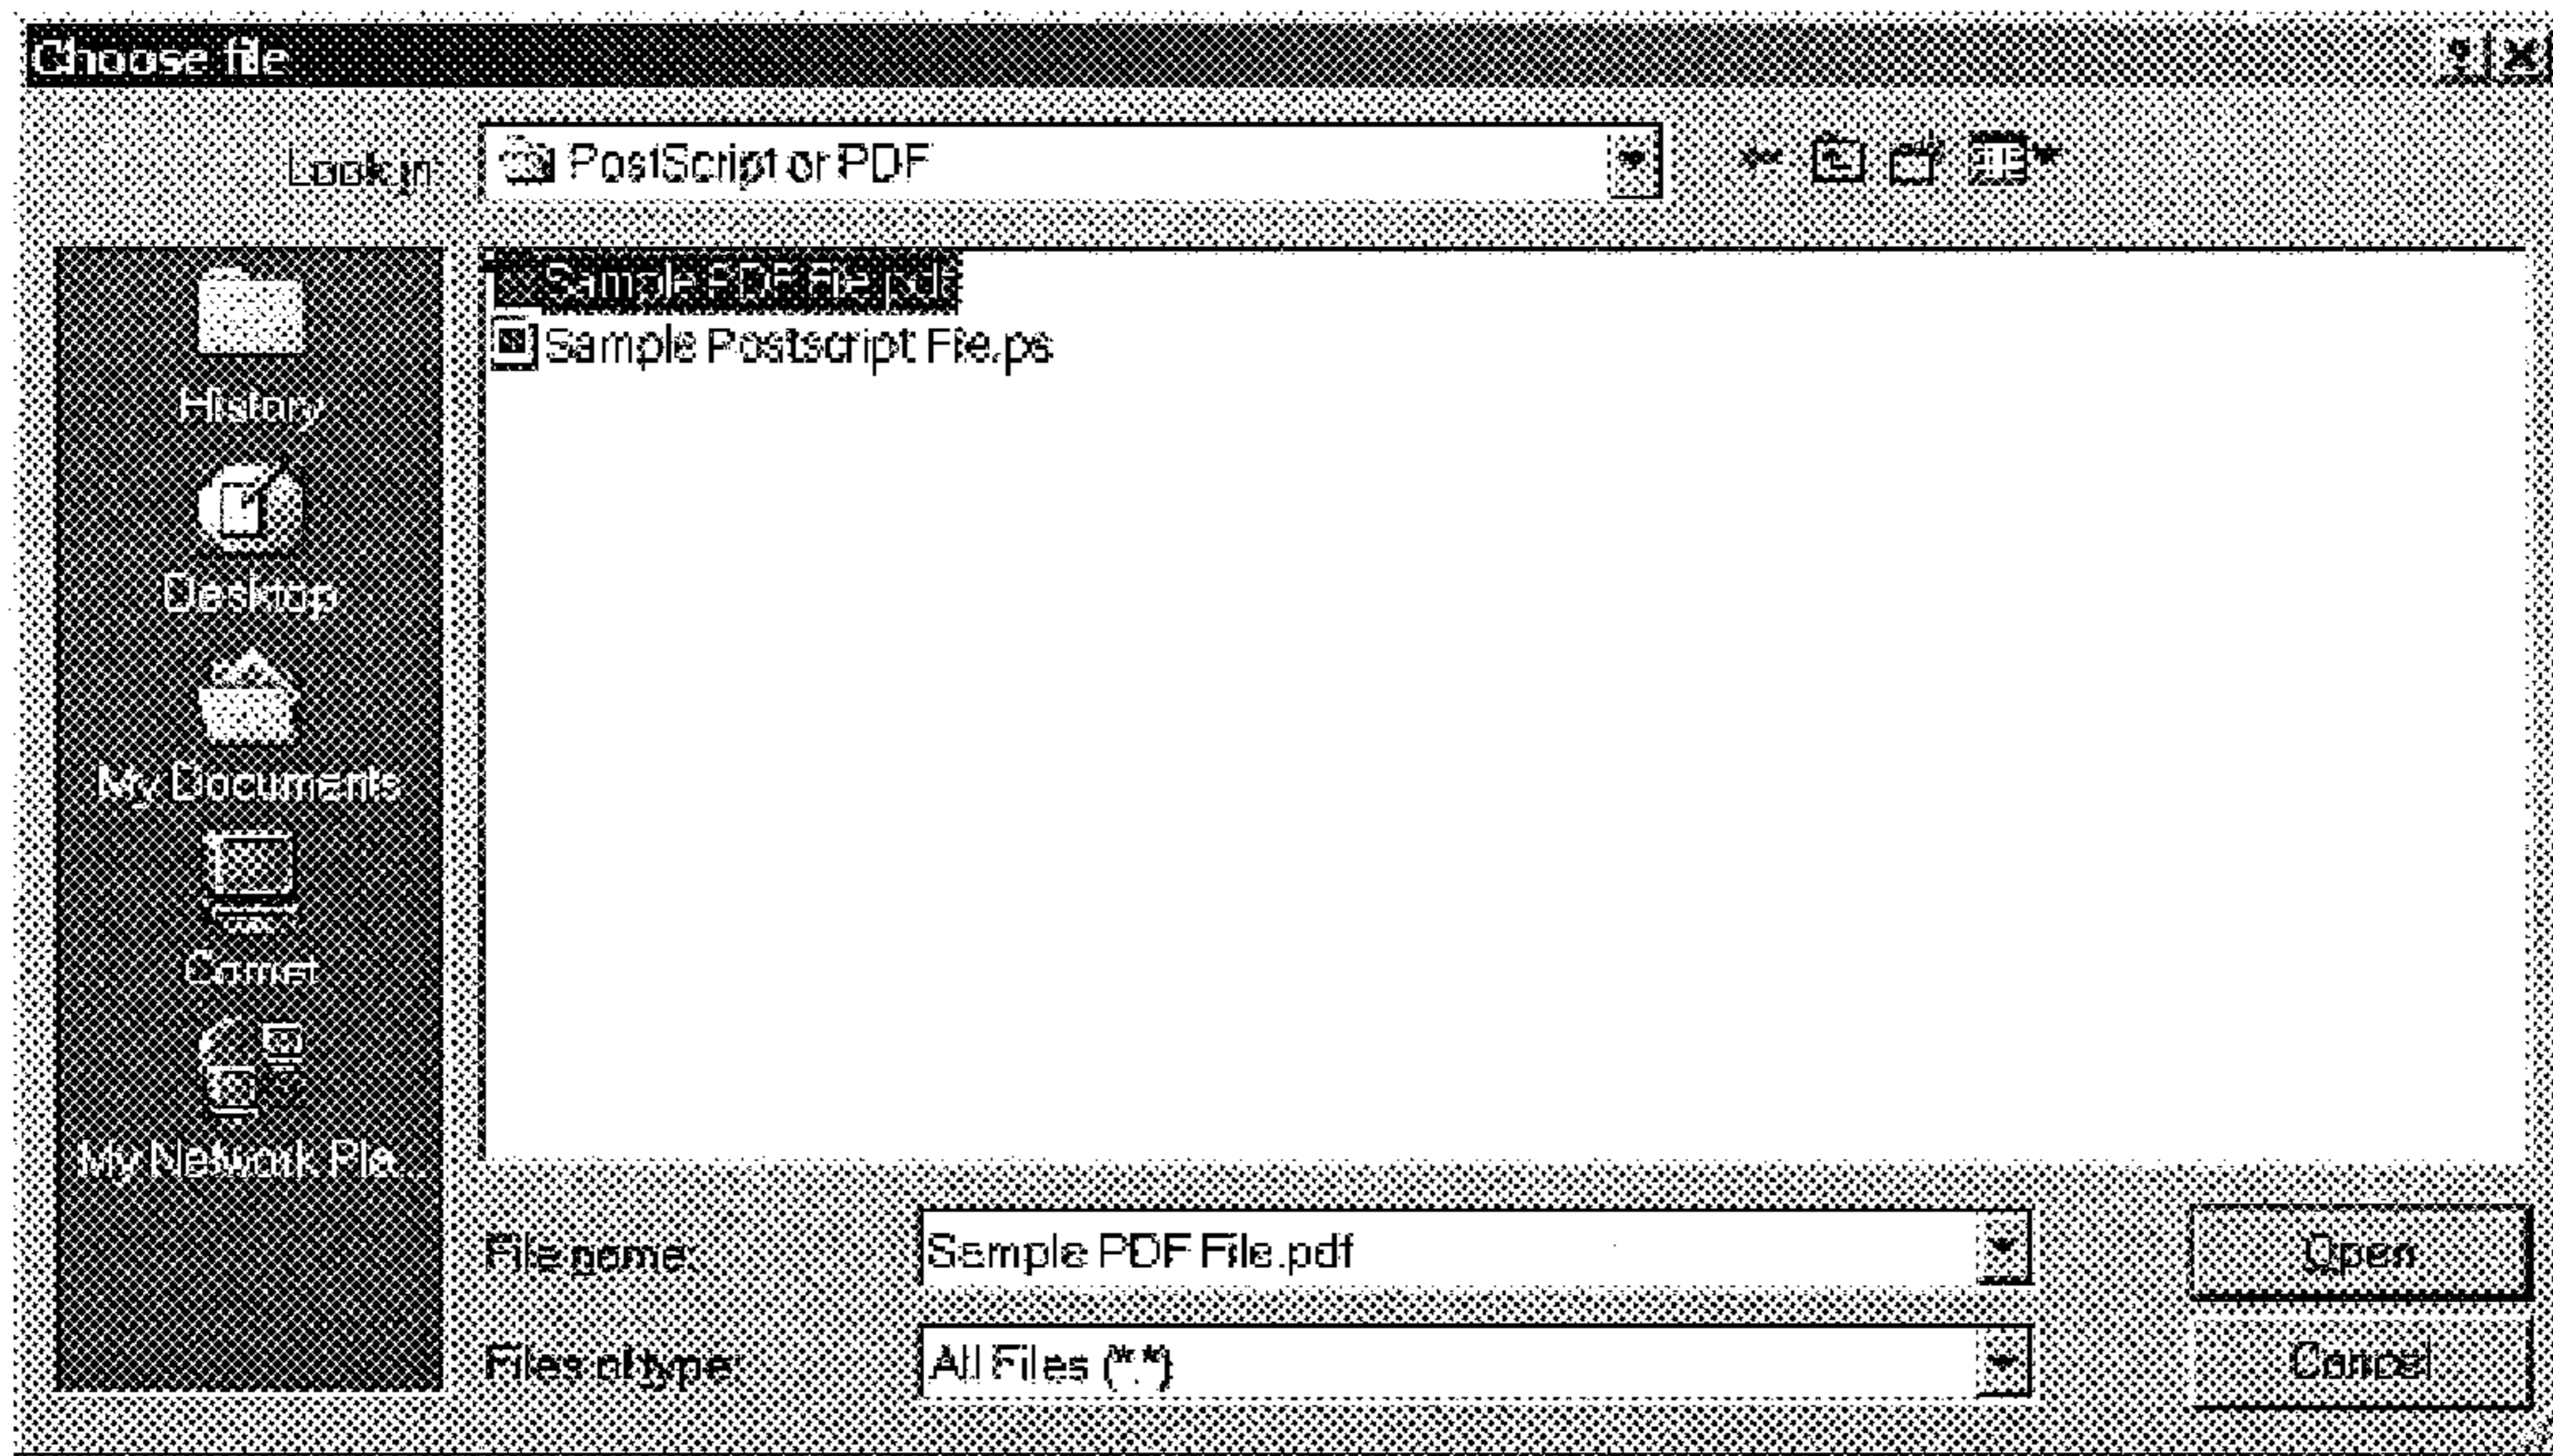 Choose file
Look in:
PostScript or PDF
Sample PDF File.pdf
Sample Postscript File.ps
History
Desktop
My Documents
Comet
My Network Pla...
File name:
Sample PDF File.pdf
Open
Files of type:
All Files (*.*)
Cancel